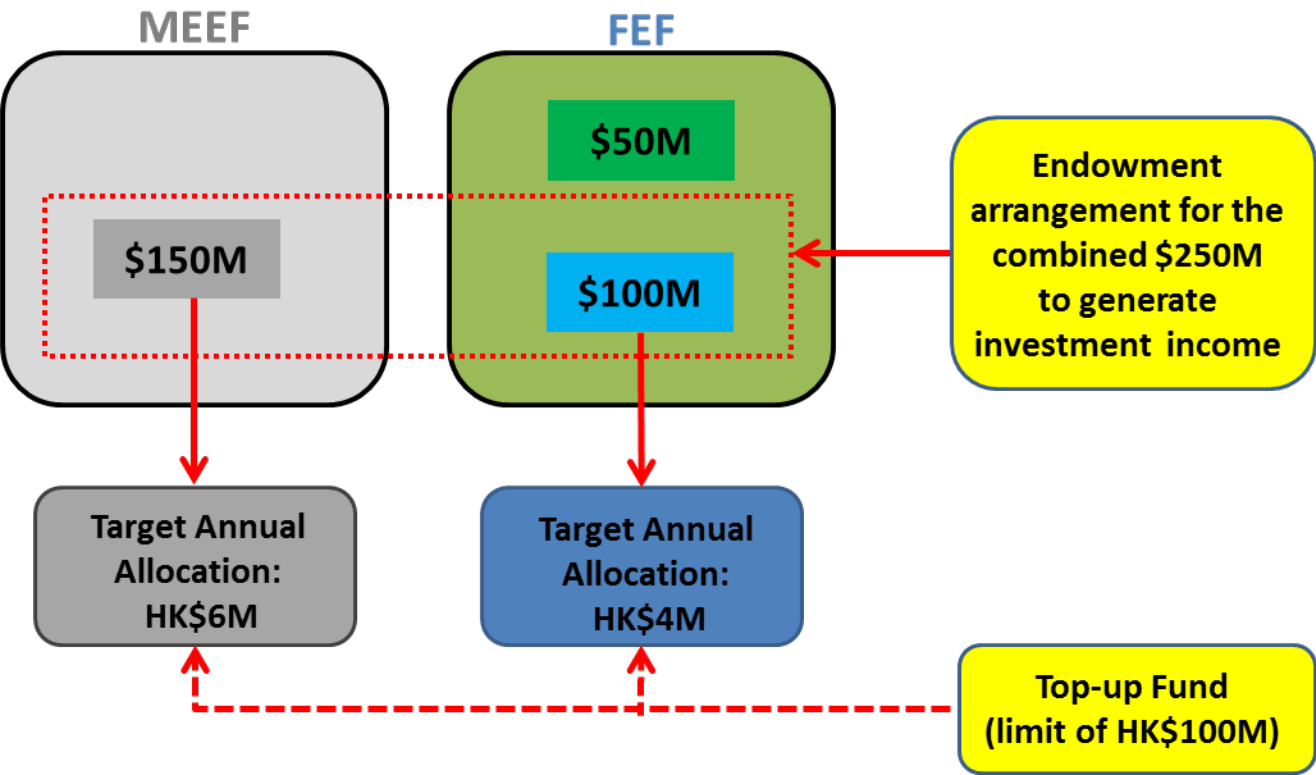 MEEF
FEF
$50M
$150M
$100M
Endowment
arrangement for the
combined $250M
to generate
investment income
Target Annual
Allocation:
HK$6M
Target Annual
Allocation:
HK$4M
Top-up Fund
(limit of HK$100M)